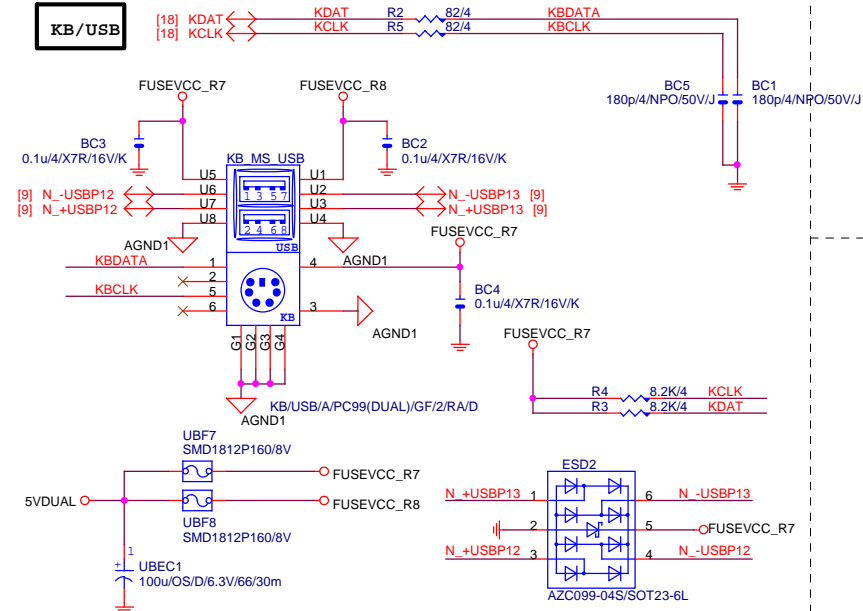 KB/USB
[18] KDAT KDAT R2 82/4 KBDATA
[18] KCLK KCLK R5 82/4 KBCLK
BC5 BC1
180p/4/NPO/50V/J 180p/4/NPO/50V/J
FUSEVCC_R7 FUSEVCC_R8
BC3 BC2
0.1u/4/X7R/16V/K 0.1u/4/X7R/16V/K
KB_MS_USB
U5 U1
[9] N_-USBP12 U6 U2 N_-USBP13 [9]
[9] N_+USBP12 U7 U3 N_+USBP13 [9]
U8 U4
1 3 5 7
2 4 6 8
USB
AGND1 FUSEVCC_R7
KBDATA 1 4 AGND1
2
KBCLK 5
6 3
KB
BC4
0.1u/4/X7R/16V/K
AGND1
G1 G2 G3 G4
AGND1
KB/USB/A/PC99(DUAL)/GF/2/RA/D
FUSEVCC_R7
R4 8.2K/4 KCLK
R3 8.2K/4 KDAT
UBF7
SMD1812P160/8V
FUSEVCC_R7
5VDUAL
FUSEVCC_R8
UBF8
SMD1812P160/8V
1
+
UBEC1
100u/OS/D/6.3V/66/30m
ESD2
N_+USBP13 1 6 N_-USBP13
2 5 FUSEVCC_R7
N_+USBP12 3 4 N_-USBP12
AZC099-04S/SOT23-6L